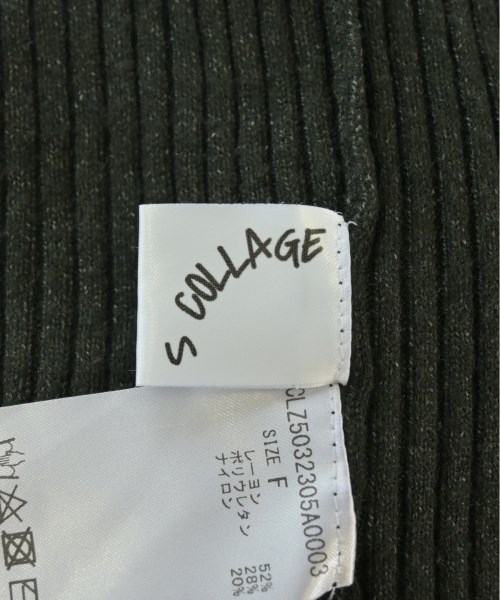 S COLLAGE
CLZ5032305A0003
SIZE F
レーヨン 52%
ポリウレタン 28%
ナイロン 20%